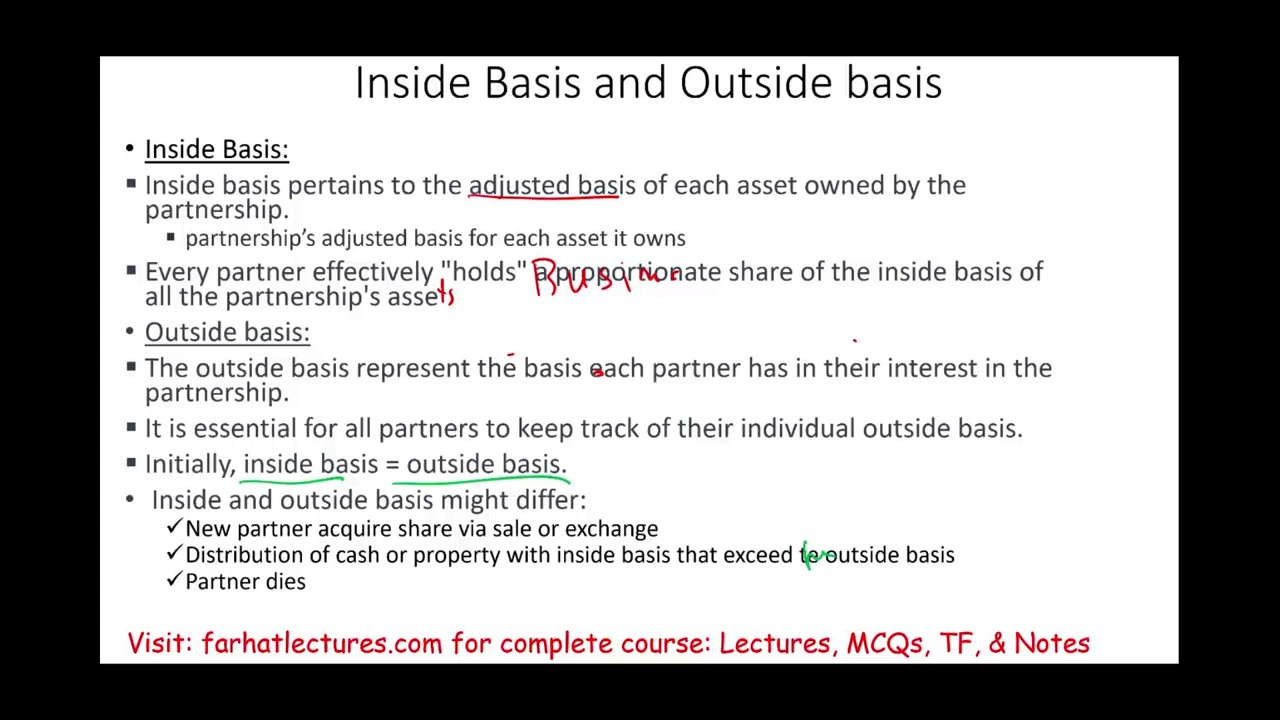 Inside Basis and Outside basis
• Inside Basis:
▪ Inside basis pertains to the adjusted basis of each asset owned by the
partnership.
▪ partnership's adjusted basis for each asset it owns
▪ Every partner effectively "holds" a proportionate share of the inside basis of
all the partnership's assets
• Outside basis:
▪ The outside basis represent the basis each partner has in their interest in the
partnership.
▪ It is essential for all partners to keep track of their individual outside basis.
▪ Initially, inside basis = outside basis.
• Inside and outside basis might differ:
✓New partner acquire share via sale or exchange
✓Distribution of cash or property with inside basis that exceed outside basis
✓Partner dies
Visit: farhatlectures.com for complete course: Lectures, MCQs, TF, & Notes